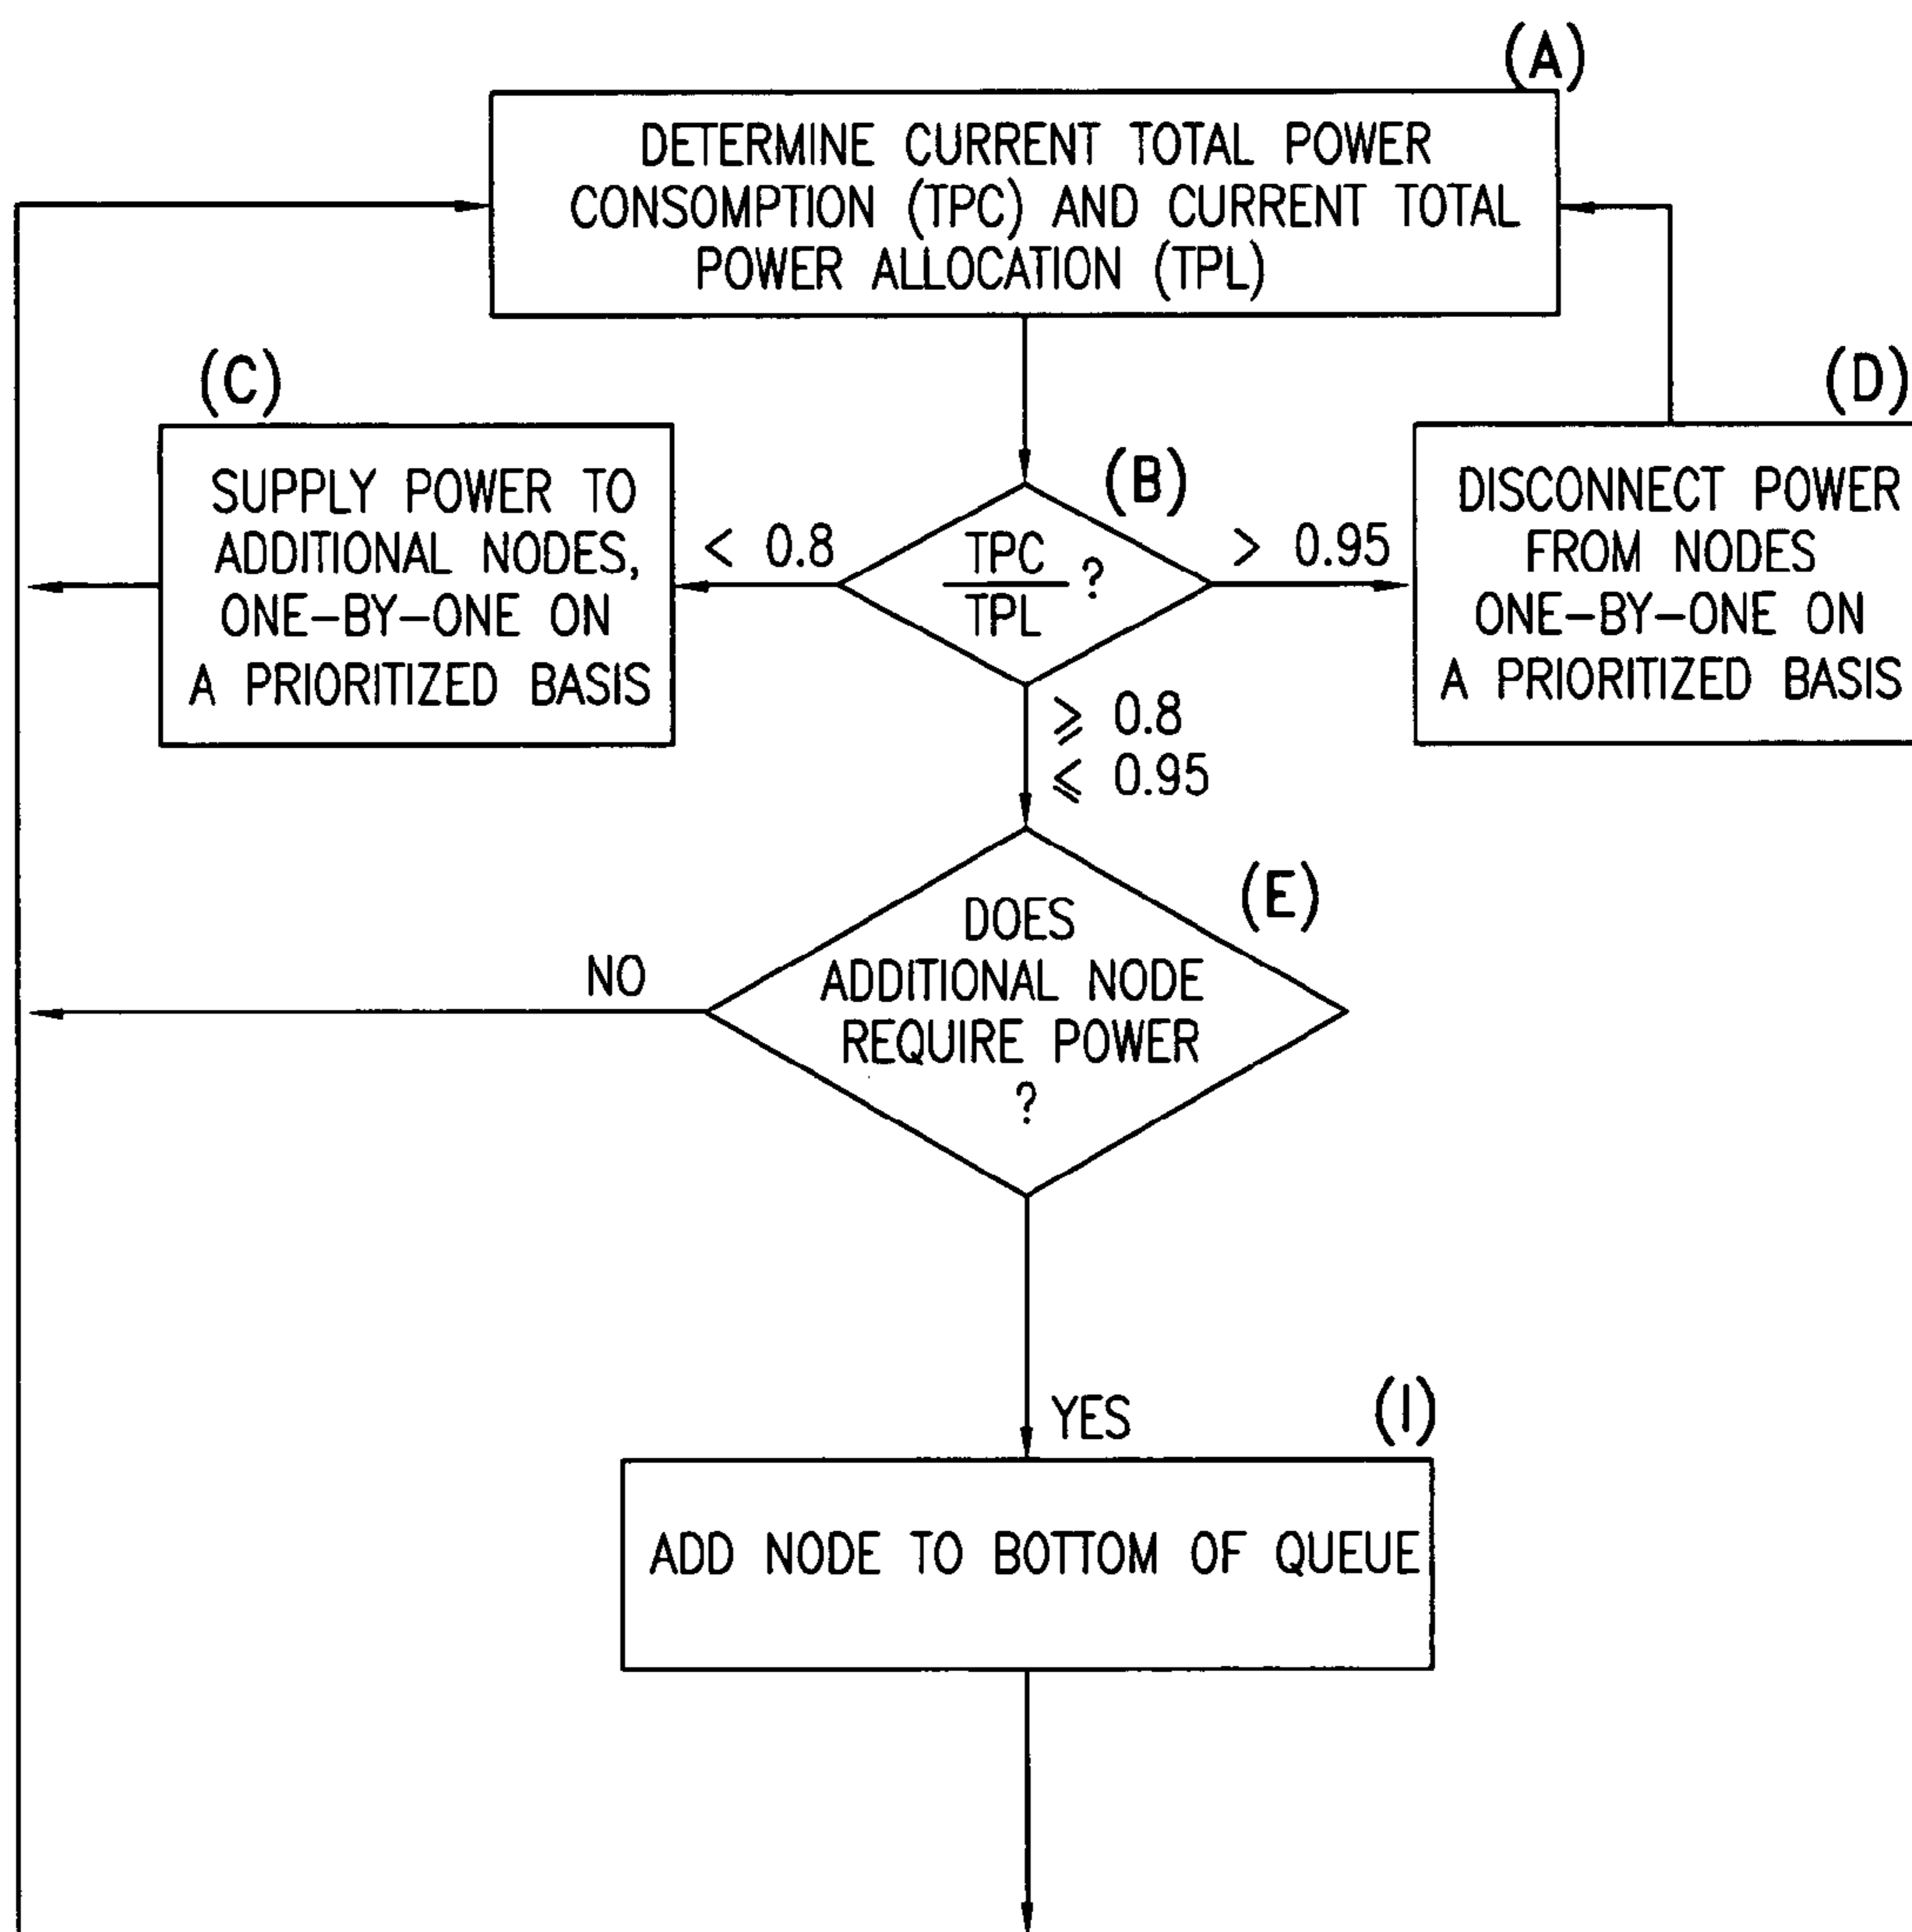 (A)
DETERMINE CURRENT TOTAL POWER
CONSOMPTION (TPC) AND CURRENT TOTAL
POWER ALLOCATION (TPL)
(C)
SUPPLY POWER TO
ADDITIONAL NODES,
ONE-BY-ONE ON
A PRIORITIZED BASIS
< 0.8
(B)
TPC
TPL ?
> 0.95
(D)
DISCONNECT POWER
FROM NODES
ONE-BY-ONE ON
A PRIORITIZED BASIS
⩾ 0.8
⩽ 0.95
(E)
DOES
ADDITIONAL NODE
REQUIRE POWER
?
NO
YES
(I)
ADD NODE TO BOTTOM OF QUEUE